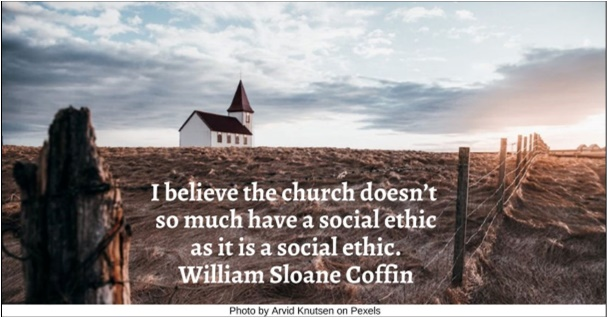 I believe the church doesn't
so much have a social ethic
as it is a social ethic.
William Sloane Coffin
Photo by Arvid Knutsen on Pexels